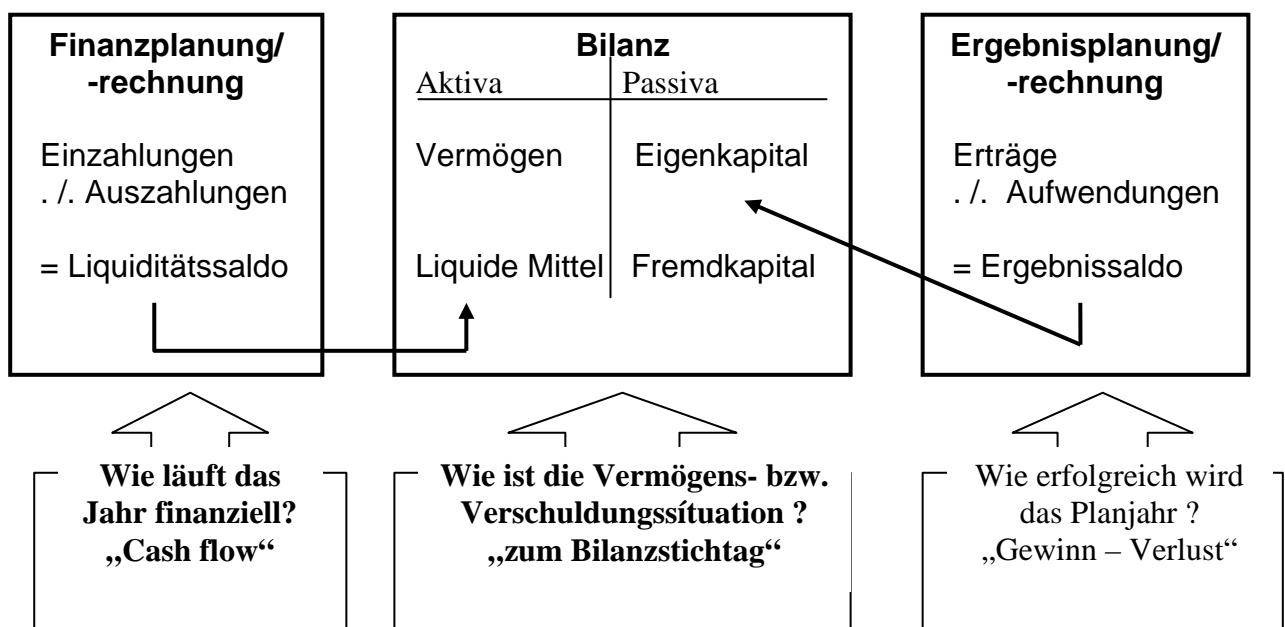 Finanzplanung/
-rechnung
Einzahlungen
. /. Auszahlungen
= Liquiditätssaldo
Bilanz
Aktiva Passiva
Vermögen Eigenkapital
Liquide Mittel Fremdkapital
Ergebnisplanung/
-rechnung
Erträge
. /. Aufwendungen
= Ergebnissaldo
Wie läuft das
Jahr finanziell?
„Cash flow“
Wie ist die Vermögens- bzw.
Verschuldungssítuation ?
„zum Bilanzstichtag“
Wie erfolgreich wird
das Planjahr ?
„Gewinn – Verlust“